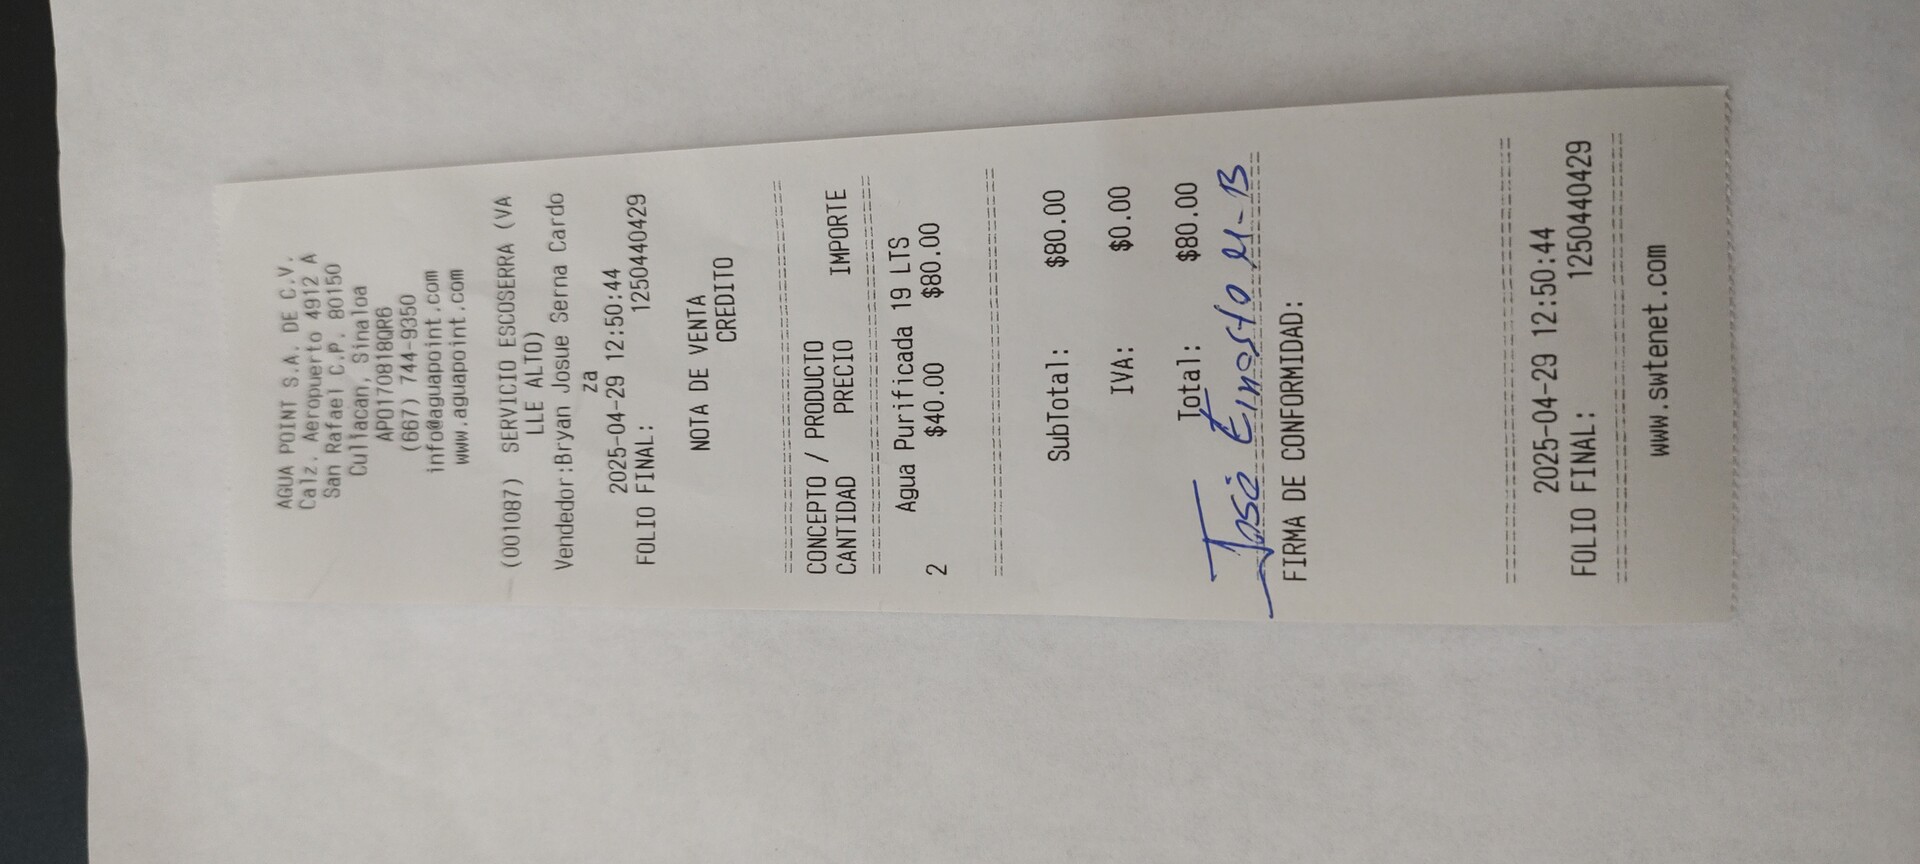 AGUA POINT S.A. DE C.V.
Calz. Aeropuerto 4912 A
San Rafael C.P. 80150
Culiacan, Sinaloa
APO170818QR6
(667) 744-9350
info@aguapoint.com
www.aguapoint.com
(001087) SERVICIO ESCOSERRA (VA
LLE ALTO)
Vendedor:Bryan Josue Serna Cardo
za
2025-04-29 12:50:44
FOLIO FINAL: 1250440429
NOTA DE VENTA
CREDITO
CONCEPTO / PRODUCTO
CANTIDAD PRECIO IMPORTE
Agua Purificada 19 LTS
2 $40.00 $80.00
SubTotal: $80.00
IVA: $0.00
Total: $80.00
José Ernesto M-B
FIRMA DE CONFORMIDAD:
2025-04-29 12:50:44
FOLIO FINAL: 1250440429
www.swtenet.com